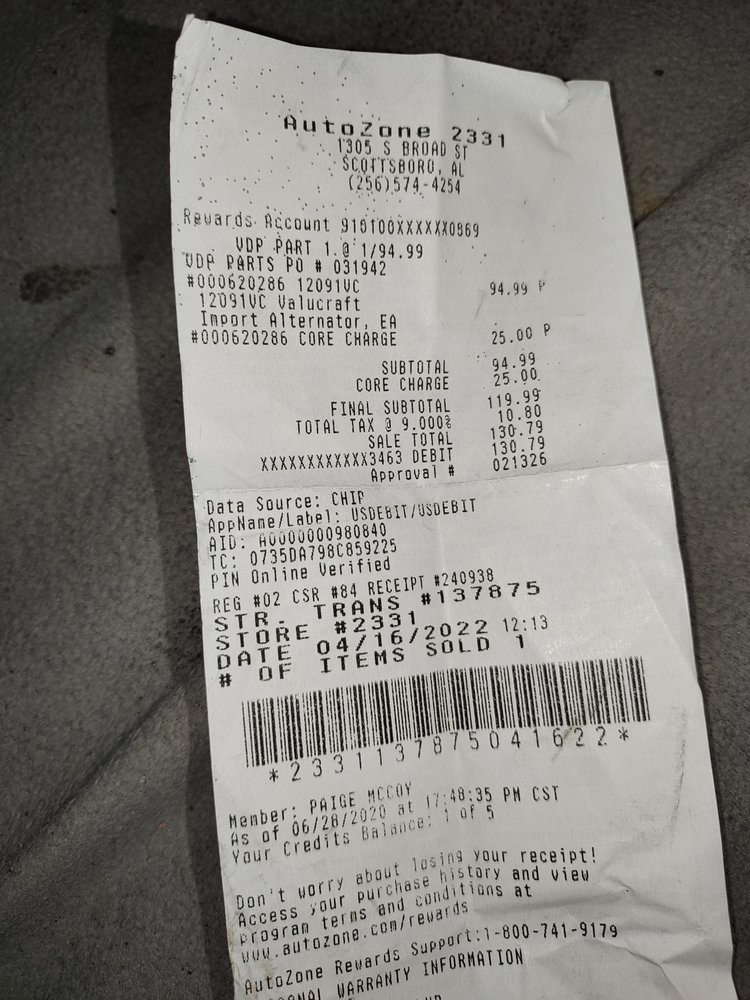 AutoZone 2331
1305 S BROAD ST
SCOTTSBORO, AL
(256)574-4254
Rewards Account 910100XXXXXX0869
VDP PART 1 @ 1/94.99
VDP PARTS PO # 031942
#000620286 12091VC 94.99 P
12091VC Valucraft
Import Alternator, EA
#000620286 CORE CHARGE 25.00 P
SUBTOTAL 94.99
CORE CHARGE 25.00
FINAL SUBTOTAL 119.99
TOTAL TAX @ 9.000% 10.80
SALE TOTAL 130.79
XXXXXXXXXXXX3463 DEBIT 130.79
Approval # 021326
Data Source: CHIP
AppName/Label: USDEBIT/USDEBIT
AID: A0000000980840
TC: 0735DA798C859225
PIN Online Verified
REG #02 CSR #84 RECEIPT #240938
STR. TRANS #137875
STORE #2331
DATE 04/16/2022 12:13
# OF ITEMS SOLD 1
*2331137875041622*
Member: PAIGE MCCOY
As of 06/28/2020 at 17:48:35 PM CST
Your Credits Balance: 1 of 5
Don't worry about losing your receipt!
Access your purchase history and view
program terms and conditions at
www.autozone.com/rewards
AutoZone Rewards Support:1-800-741-9179
WARRANTY INFORMATION